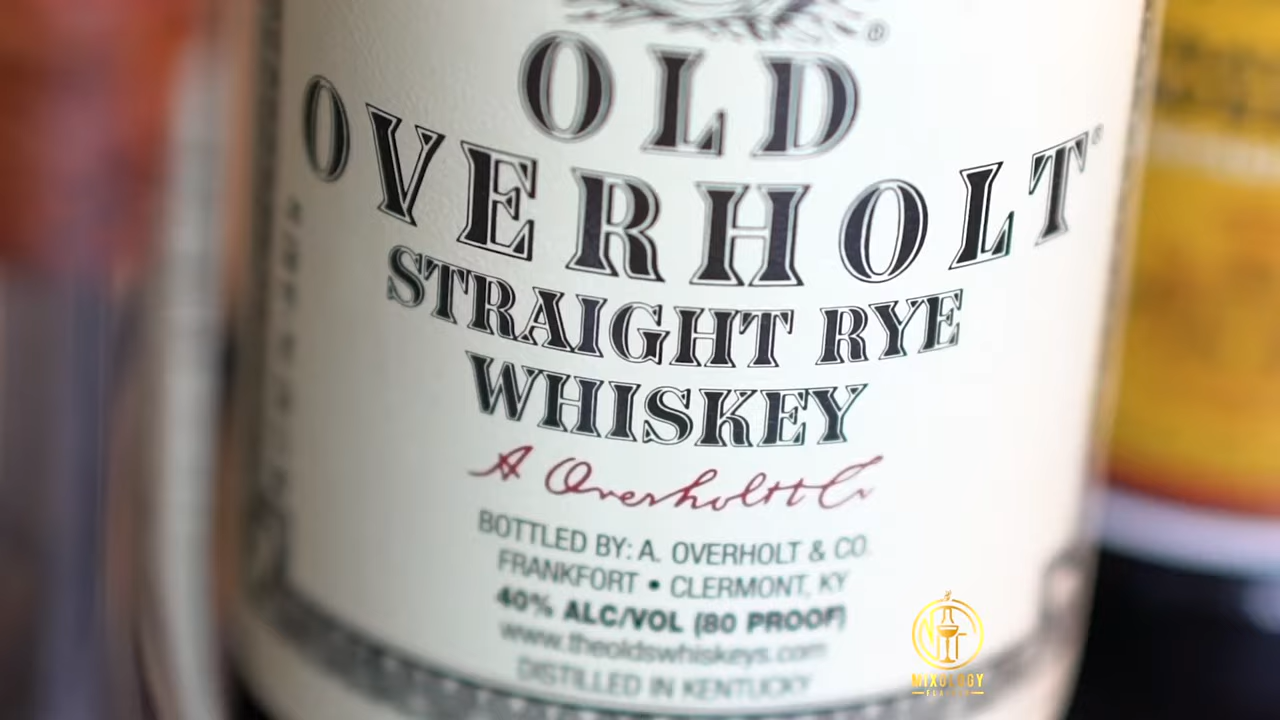 OLD
OVERHOLT®
STRAIGHT RYE
WHISKEY
A Overholt & Co
BOTTLED BY: A. OVERHOLT & CO.
FRANKFORT • CLERMONT, KY
40% ALC/VOL (80 PROOF)
www.theoldswhiskeys.com
DISTILLED IN KENTUCKY
MIXOLOGY